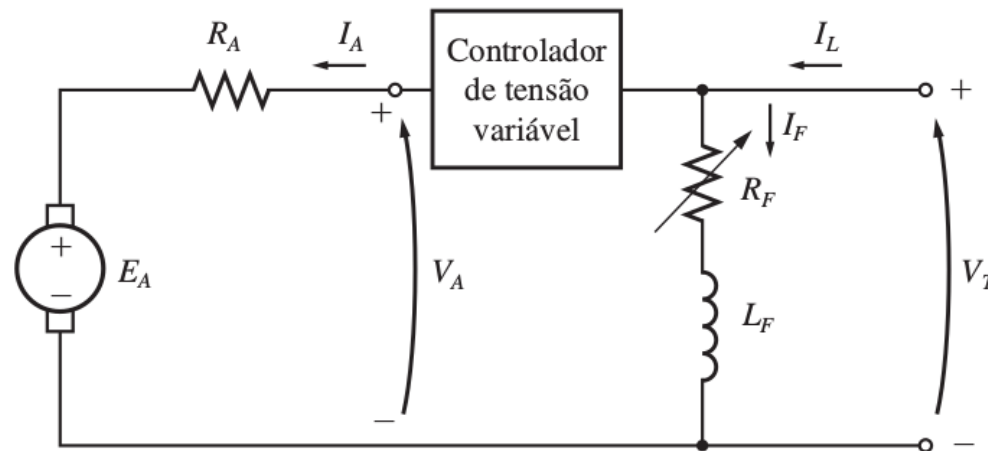 R_A
I_A
Controlador
de tensão
variável
I_L
+
+
I_F
R_F
+
−
E_A
V_A
V_T
L_F
−
−